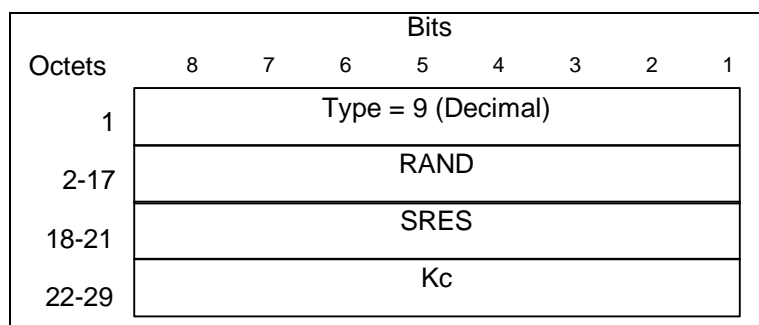 Bits
Octets 8 7 6 5 4 3 2 1
1 Type = 9 (Decimal)
2-17 RAND
18-21 SRES
22-29 Kc